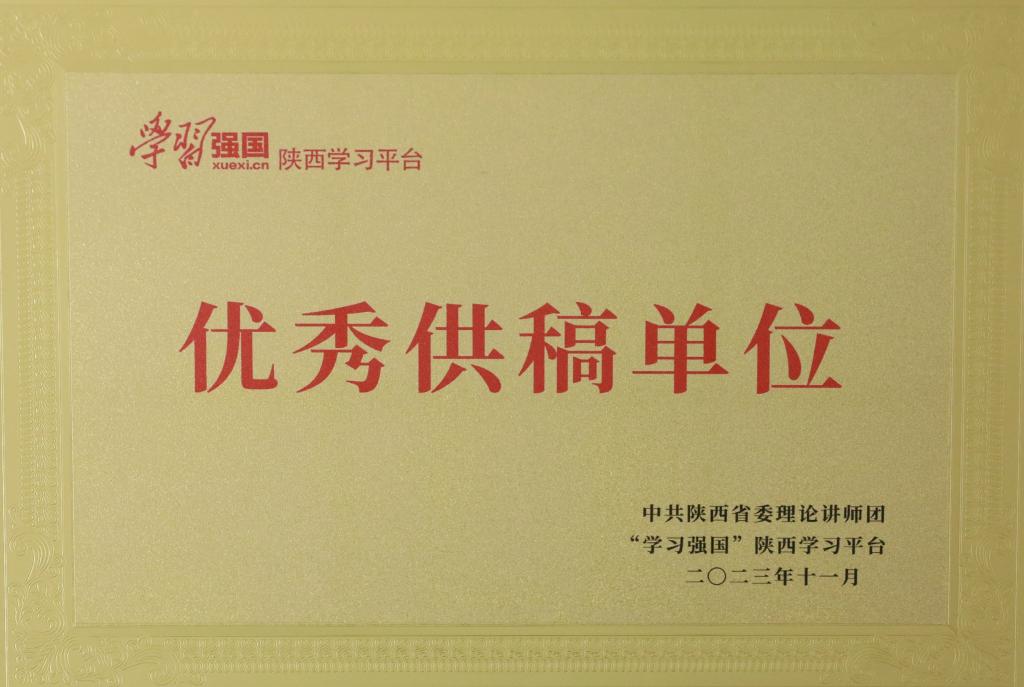 學習强国 陕西学习平台
xuexi.cn
优秀供稿单位
中共陕西省委理论讲师团
“学习强国”陕西学习平台
二〇二三年十一月